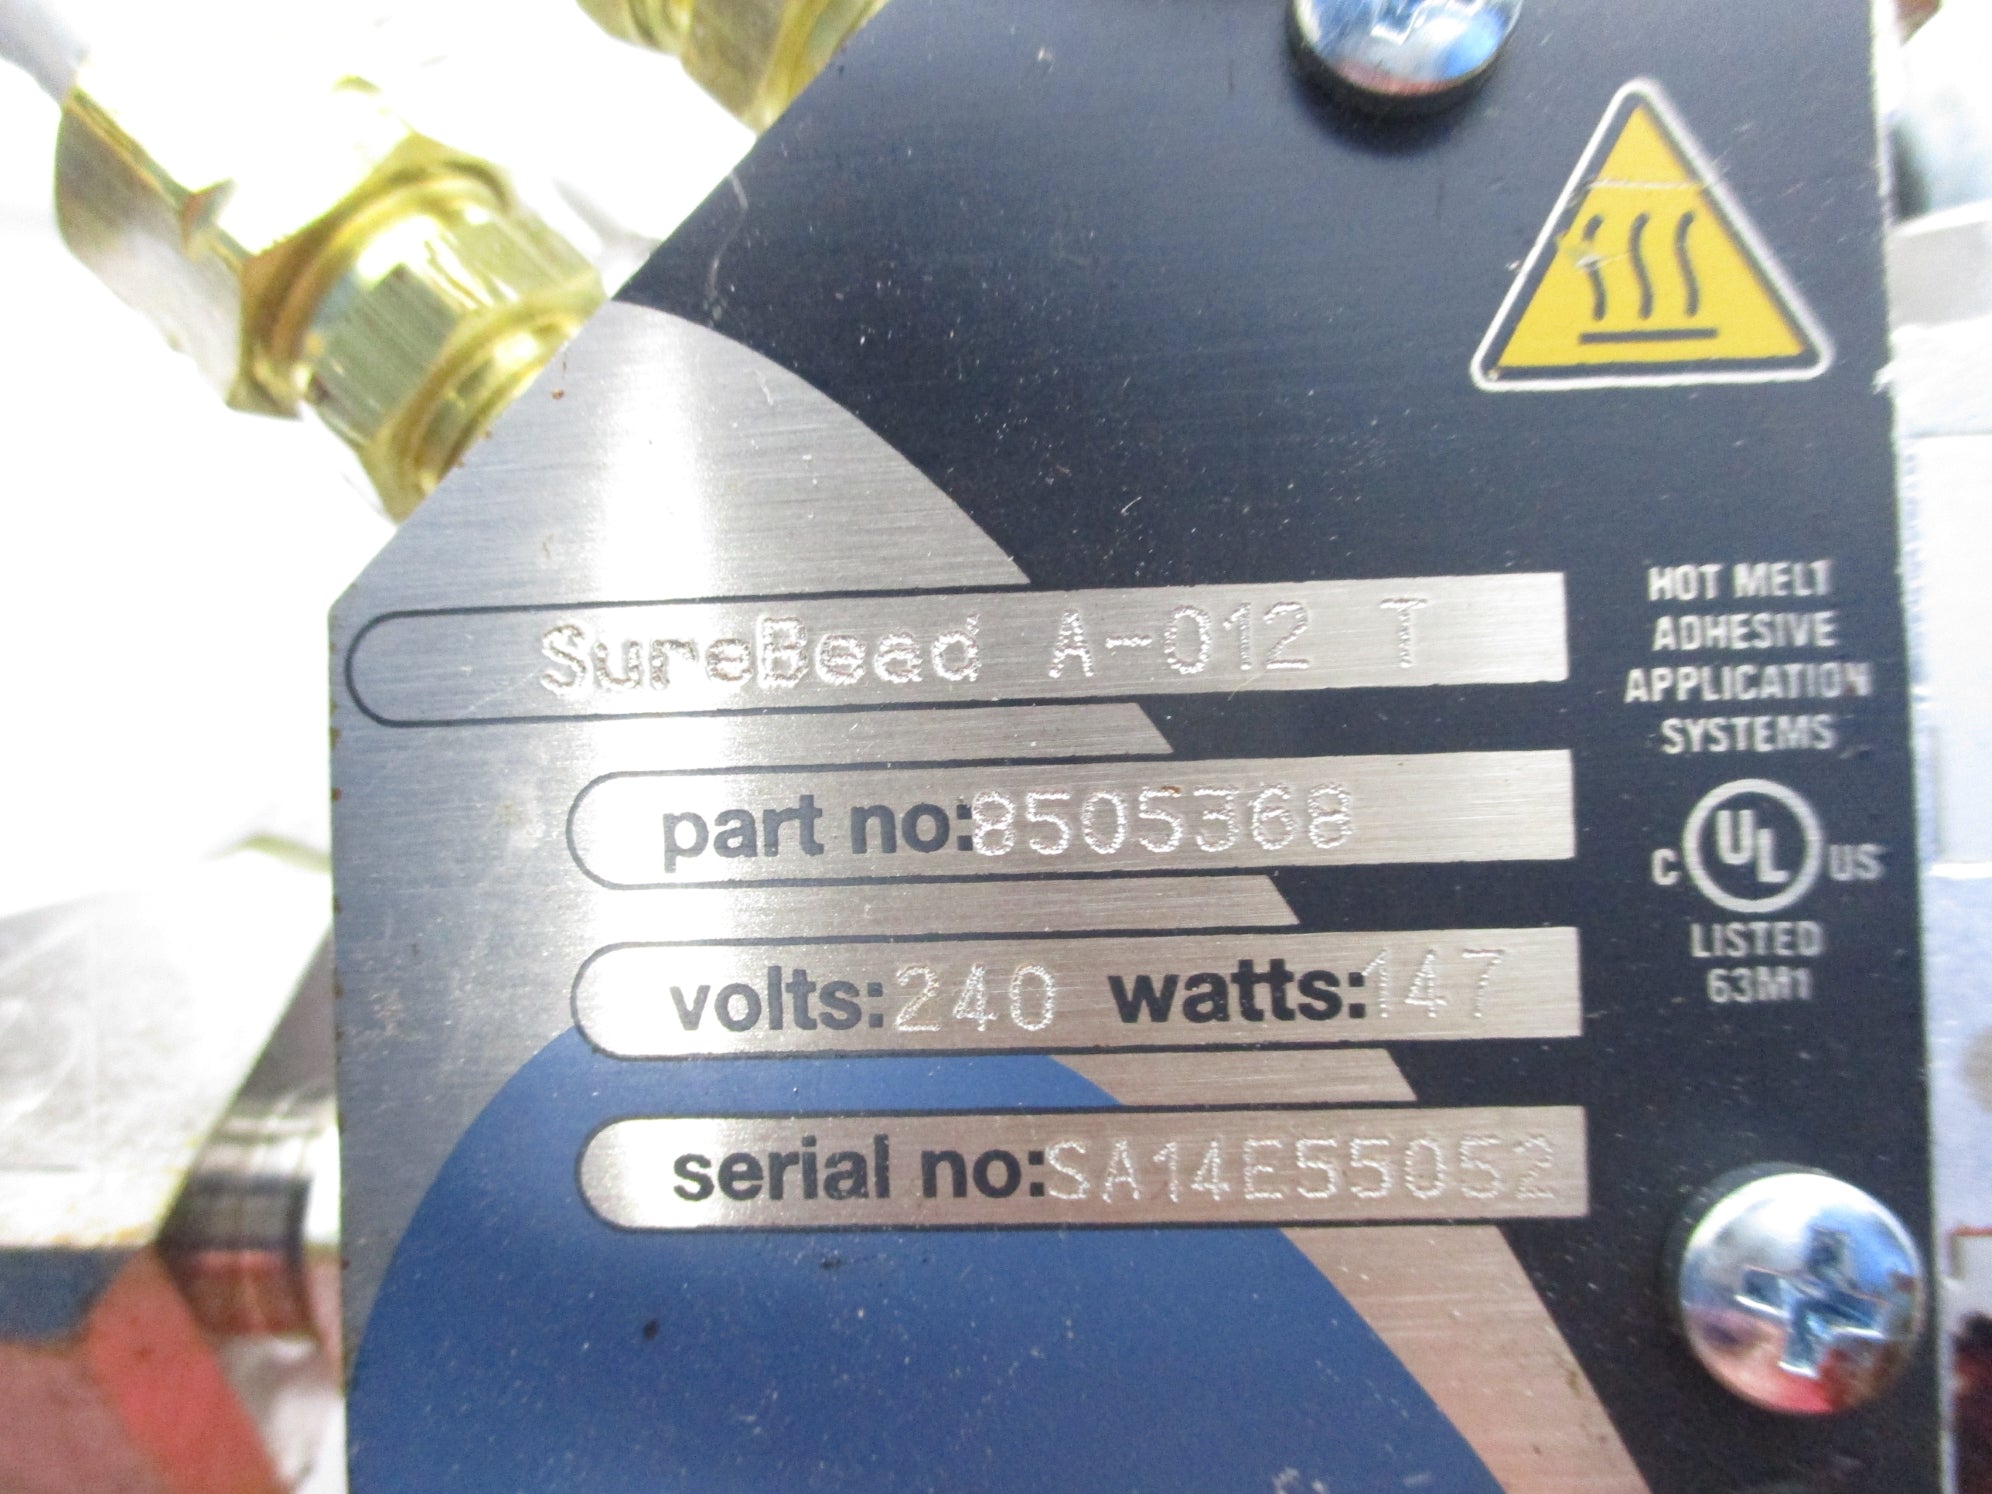 SureBead A-012 T
part no:8505368
volts:240 watts:147
serial no:SA14E55052
HOT MELT
ADHESIVE
APPLICATION
SYSTEMS
C UL US
LISTED
63M1